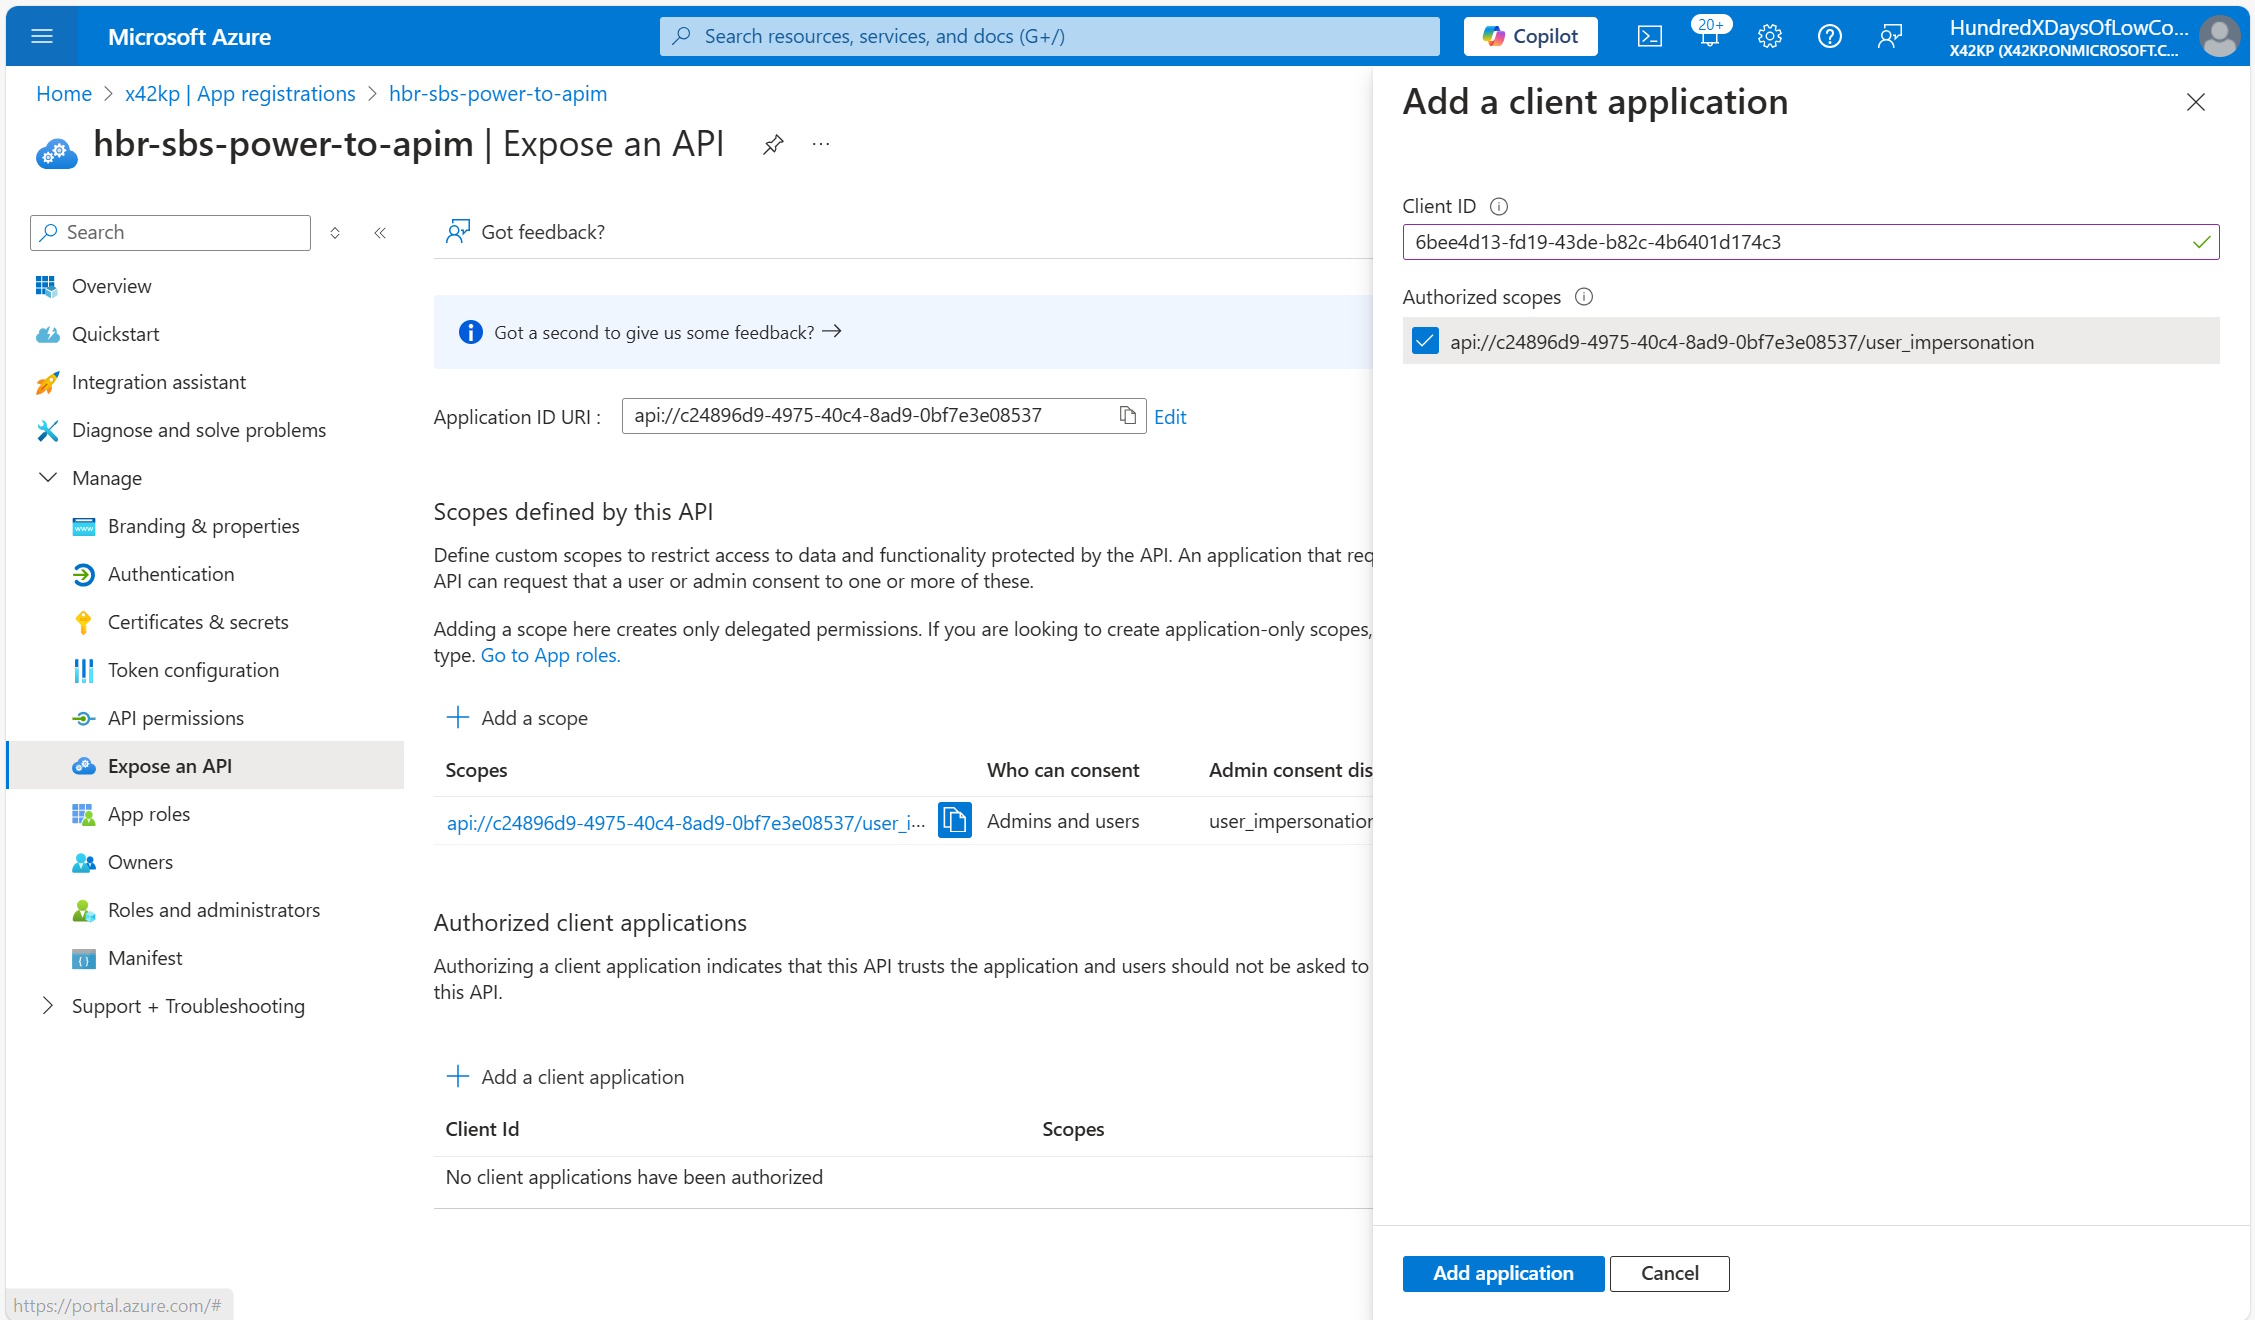 Microsoft Azure
Search resources, services, and docs (G+/)
Copilot
20+
HundredXDaysOfLowCo...
X42KP (X42KP.ONMICROSOFT.C...
Home > x42kp | App registrations > hbr-sbs-power-to-apim
hbr-sbs-power-to-apim | Expose an API
Search
Overview
Quickstart
Integration assistant
Diagnose and solve problems
Manage
Branding & properties
Authentication
Certificates & secrets
Token configuration
API permissions
Expose an API
App roles
Owners
Roles and administrators
Manifest
Support + Troubleshooting
https://portal.azure.com/#
Got feedback?
Got a second to give us some feedback? →
Application ID URI : api://c24896d9-4975-40c4-8ad9-0bf7e3e08537 Edit
Scopes defined by this API
Define custom scopes to restrict access to data and functionality protected by the API. An application that req
API can request that a user or admin consent to one or more of these.
Adding a scope here creates only delegated permissions. If you are looking to create application-only scopes,
type. Go to App roles.
Add a scope
Scopes Who can consent Admin consent dis
api://c24896d9-4975-40c4-8ad9-0bf7e3e08537/user_i... Admins and users user_impersonation
Authorized client applications
Authorizing a client application indicates that this API trusts the application and users should not be asked to
this API.
Add a client application
Client Id Scopes
No client applications have been authorized
Add a client application
Client ID
6bee4d13-fd19-43de-b82c-4b6401d174c3
Authorized scopes
api://c24896d9-4975-40c4-8ad9-0bf7e3e08537/user_impersonation
Add application Cancel